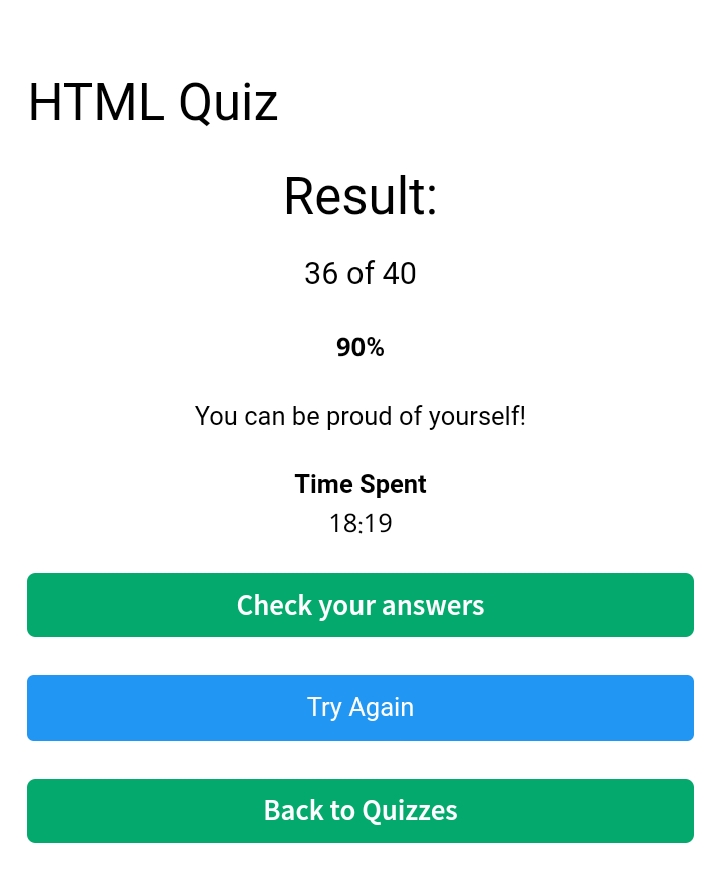 HTML Quiz
Result:
36 of 40
90%
You can be proud of yourself!
Time Spent
18:19
Check your answers
Try Again
Back to Quizzes